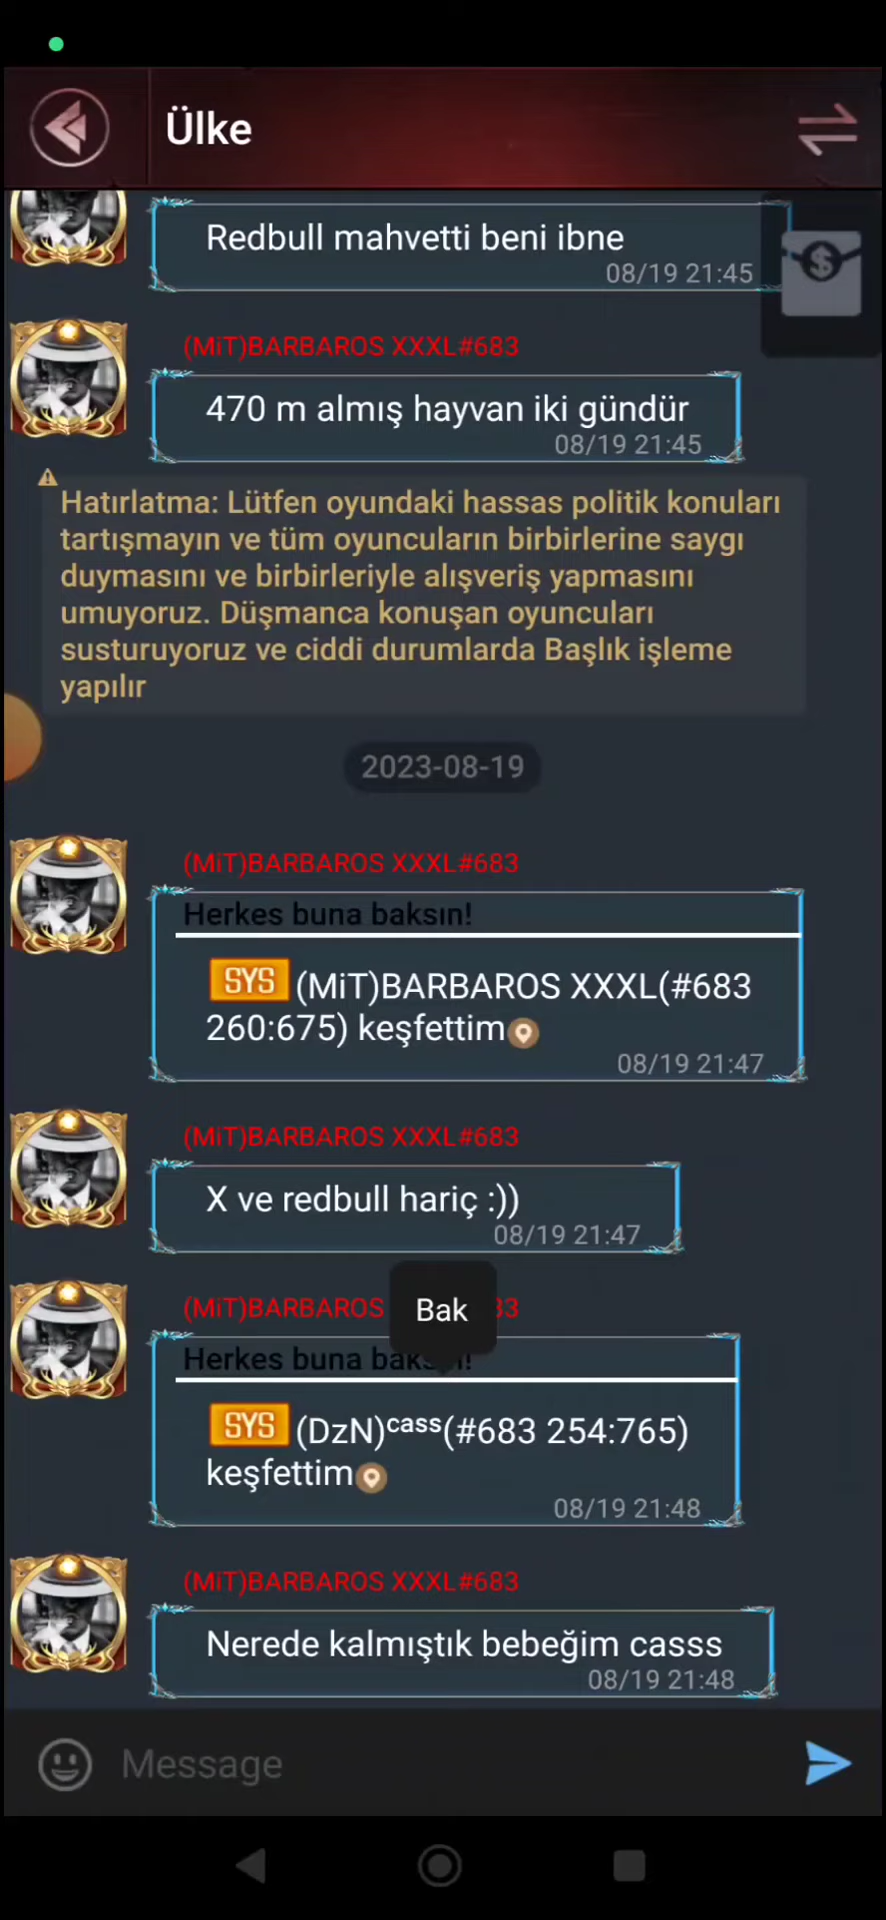 Ülke
Redbull mahvetti beni ibne
08/19 21:45
(MiT)BARBAROS XXXL#683
470 m almış hayvan iki gündür
08/19 21:45
Hatırlatma: Lütfen oyundaki hassas politik konuları
tartışmayın ve tüm oyuncuların birbirlerine saygı
duymasını ve birbirleriyle alışveriş yapmasını
umuyoruz. Düşmanca konuşan oyuncuları
susturuyoruz ve ciddi durumlarda Başlık işleme
yapılır
2023-08-19
(MiT)BARBAROS XXXL#683
Herkes buna baksın!
SYS (MiT)BARBAROS XXXL(#683
260:675) keşfettim
08/19 21:47
(MiT)BARBAROS XXXL#683
X ve redbull hariç :))
08/19 21:47
(MiT)BARBAROS 33
Bak
Herkes buna baksın!
SYS (DzN)ᶜᵃˢˢ(#683 254:765)
keşfettim
08/19 21:48
(MiT)BARBAROS XXXL#683
Nerede kalmıştık bebeğim casss
08/19 21:48
Message